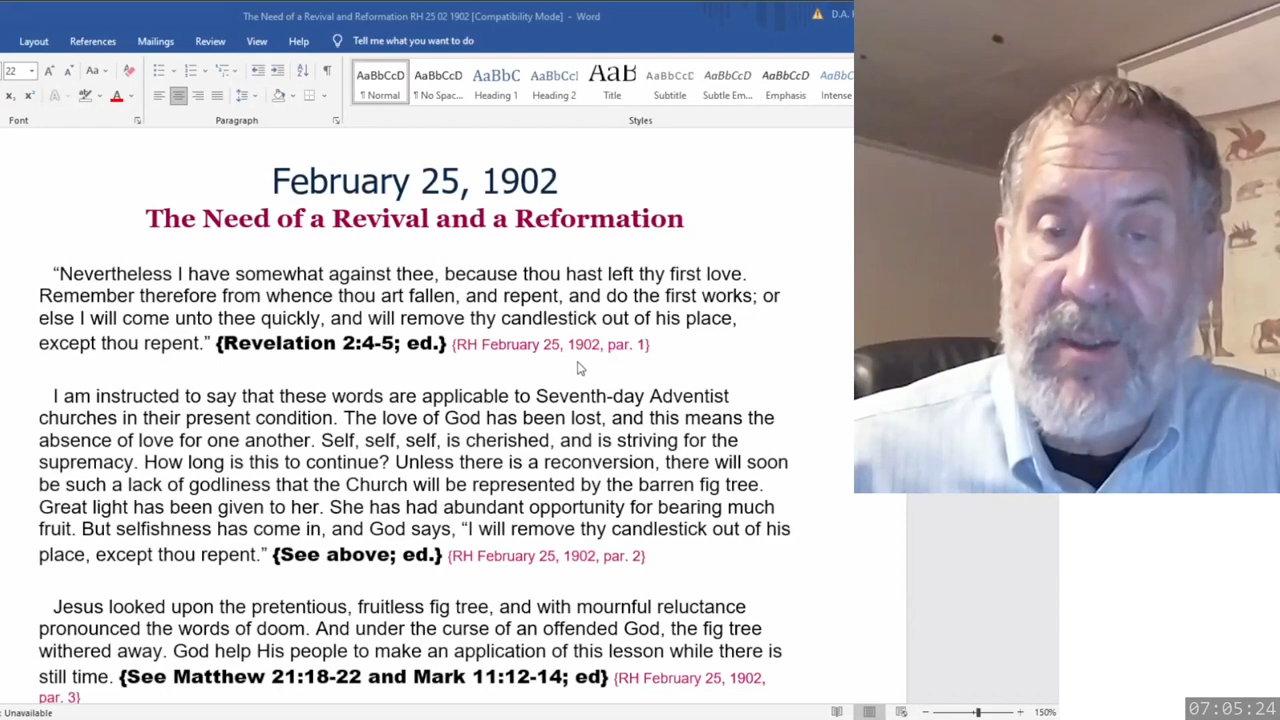 The Need of a Revival and Reformation RH 25 02 1902 [Compatibility Mode] - Word
D.A.
Layout References Mailings Review View Help Tell me what you want to do
22 Aa
AaBbCcD AaBbCcD AaBbC AaBbCc AaB AaBbCcD AaBbCcD AaBbCcD AaBbC
¶ Normal ¶ No Spac... Heading 1 Heading 2 Title Subtitle Subtle Em... Emphasis Intense
Font Paragraph Styles
February 25, 1902
The Need of a Revival and a Reformation
“Nevertheless I have somewhat against thee, because thou hast left thy first love.
Remember therefore from whence thou art fallen, and repent, and do the first works; or
else I will come unto thee quickly, and will remove thy candlestick out of his place,
except thou repent.” {Revelation 2:4-5; ed.} {RH February 25, 1902, par. 1}
I am instructed to say that these words are applicable to Seventh-day Adventist
churches in their present condition. The love of God has been lost, and this means the
absence of love for one another. Self, self, self, is cherished, and is striving for the
supremacy. How long is this to continue? Unless there is a reconversion, there will soon
be such a lack of godliness that the Church will be represented by the barren fig tree.
Great light has been given to her. She has had abundant opportunity for bearing much
fruit. But selfishness has come in, and God says, “I will remove thy candlestick out of his
place, except thou repent.” {See above; ed.} {RH February 25, 1902, par. 2}
Jesus looked upon the pretentious, fruitless fig tree, and with mournful reluctance
pronounced the words of doom. And under the curse of an offended God, the fig tree
withered away. God help His people to make an application of this lesson while there is
still time. {See Matthew 21:18-22 and Mark 11:12-14; ed} {RH February 25, 1902,
par. 3}
Unavailable
150%
07:05:24